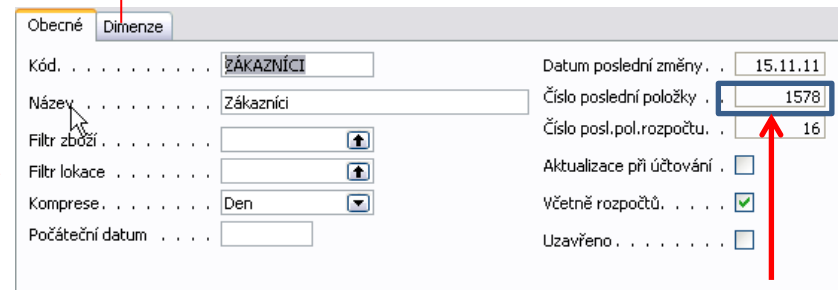 Obecné Dimenze
Kód. . . . . . . . . . . ZÁKAZNÍCI
Název . . . . . . . . . Zákazníci
Filtr zboží . . . . . . . .
Filtr lokace . . . . . . .
Komprese. . . . . . . . Den
Počáteční datum . . . .
Datum poslední změny. . 15.11.11
Číslo poslední položky . . 1578
Číslo posl.pol.rozpočtu. . 16
Aktualizace při účtování .
Včetně rozpočtů. . . . .
Uzavřeno. . . . . . . .